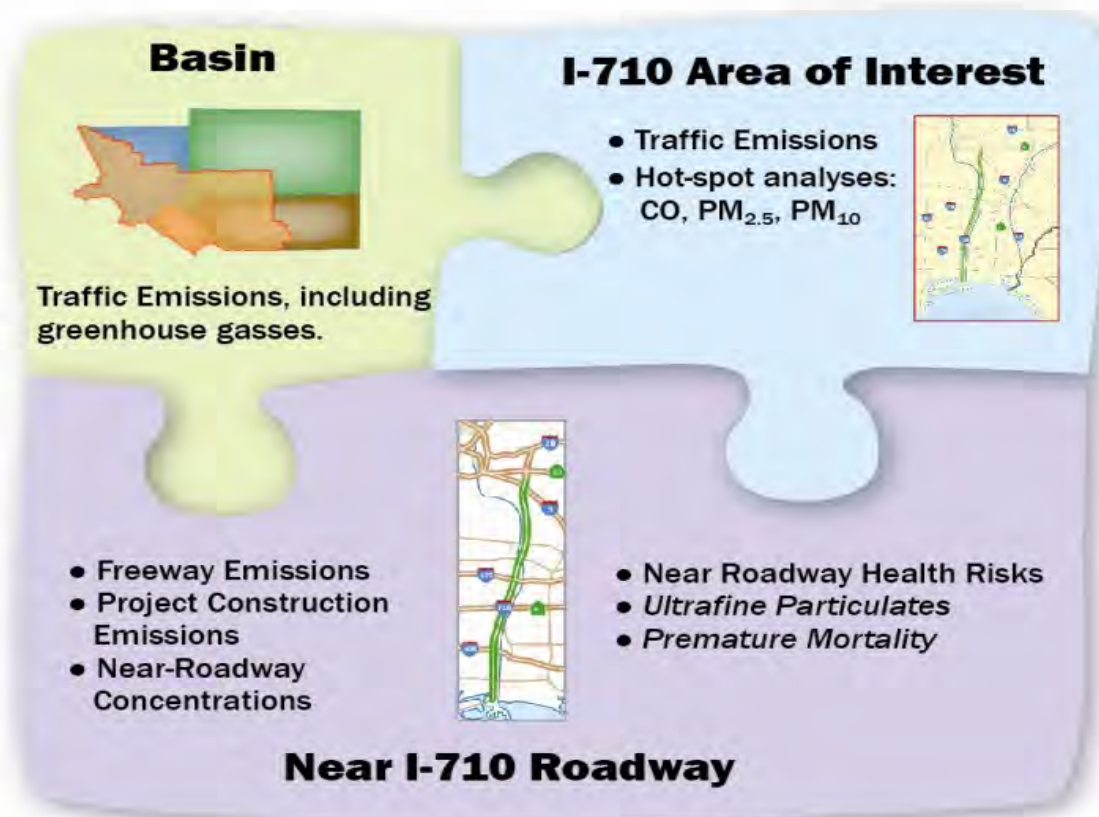 Basin
Traffic Emissions, including
greenhouse gasses.
I-710 Area of Interest
● Traffic Emissions
● Hot-spot analyses:
CO, PM₂.₅, PM₁₀
● Freeway Emissions
● Project Construction
Emissions
● Near-Roadway
Concentrations
● Near Roadway Health Risks
● Ultrafine Particulates
● Premature Mortality
Near I-710 Roadway